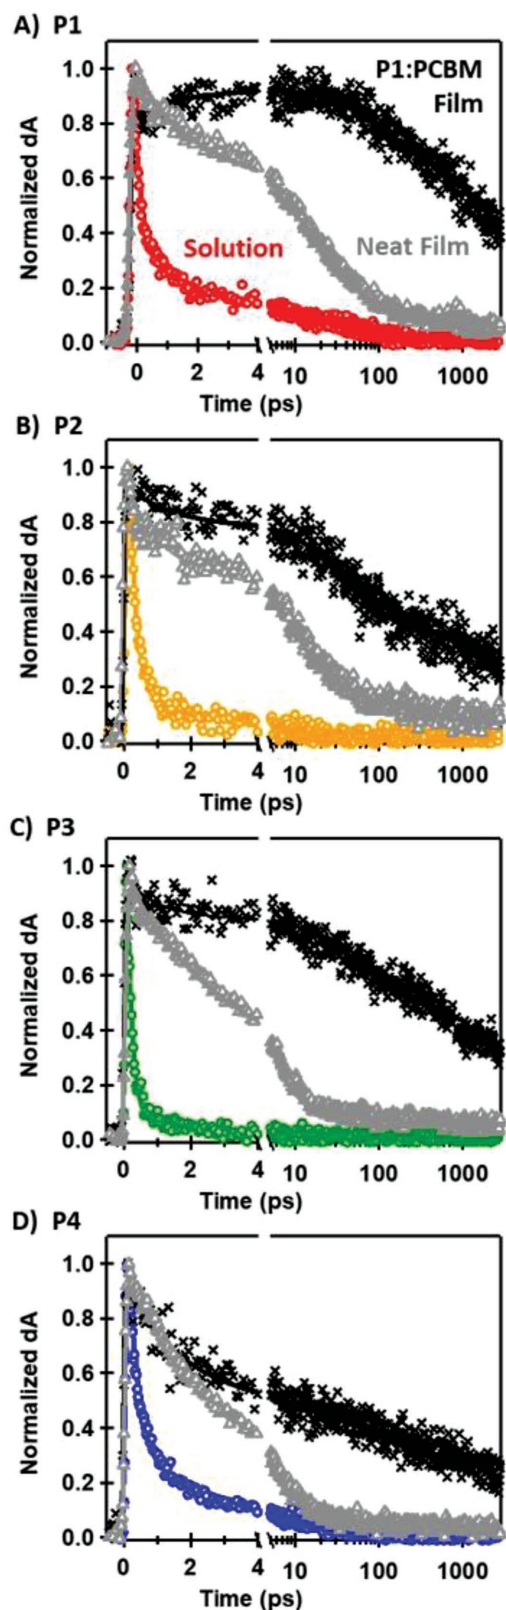 A) P1
P1:PCBM
Film
Solution
Neat Film
Normalized dA
1.0
0.8
0.6
0.4
0.2
0.0
0 2 4 10 100 1000
Time (ps)
B) P2
Normalized dA
1.0
0.8
0.6
0.4
0.2
0.0
0 2 4 10 100 1000
Time (ps)
C) P3
Normalized dA
1.0
0.8
0.6
0.4
0.2
0.0
0 2 4 10 100 1000
Time (ps)
D) P4
Normalized dA
1.0
0.8
0.6
0.4
0.2
0.0
0 2 4 10 100 1000
Time (ps)